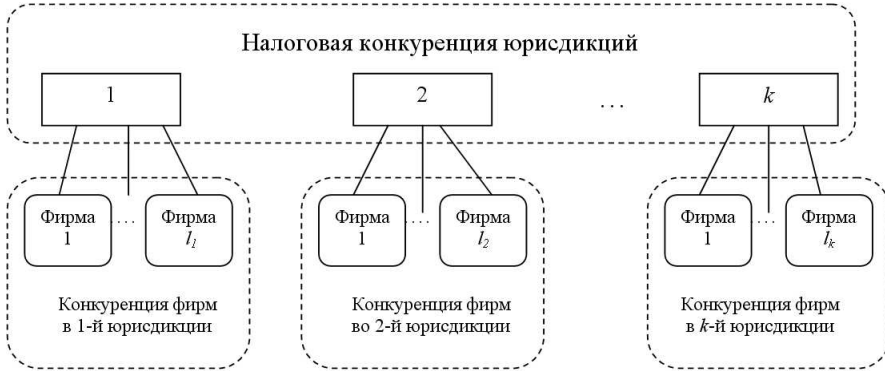 Налоговая конкуренция юрисдикций
1 2 ... k
Фирма 1 .... Фирма l₁ Фирма 1 .... Фирма l₂ Фирма 1 .... Фирма lₖ
Конкуренция фирм
в 1-й юрисдикции
Конкуренция фирм
во 2-й юрисдикции
Конкуренция фирм
в k-й юрисдикции